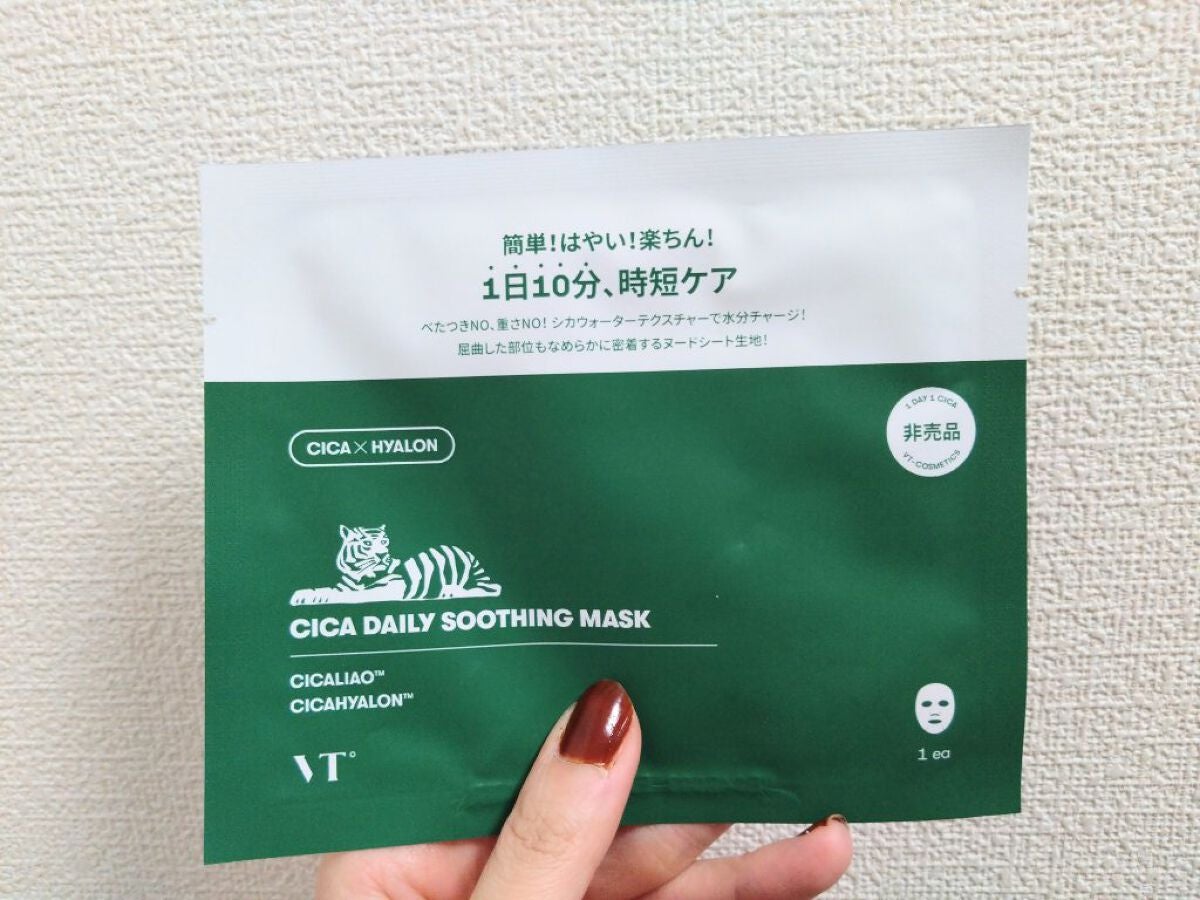 簡単!はやい!楽ちん!
1日10分、時短ケア
べたつきNO、重さNO! シカウォーターテクスチャーで水分チャージ!
屈曲した部位もなめらかに密着するヌードシート生地!
CICA×HYALON
1 DAY 1 CICA
非売品
VT-COSMETICS
CICA DAILY SOOTHING MASK
CICALIAO™
CICAHYALON™
VT°
1 ea